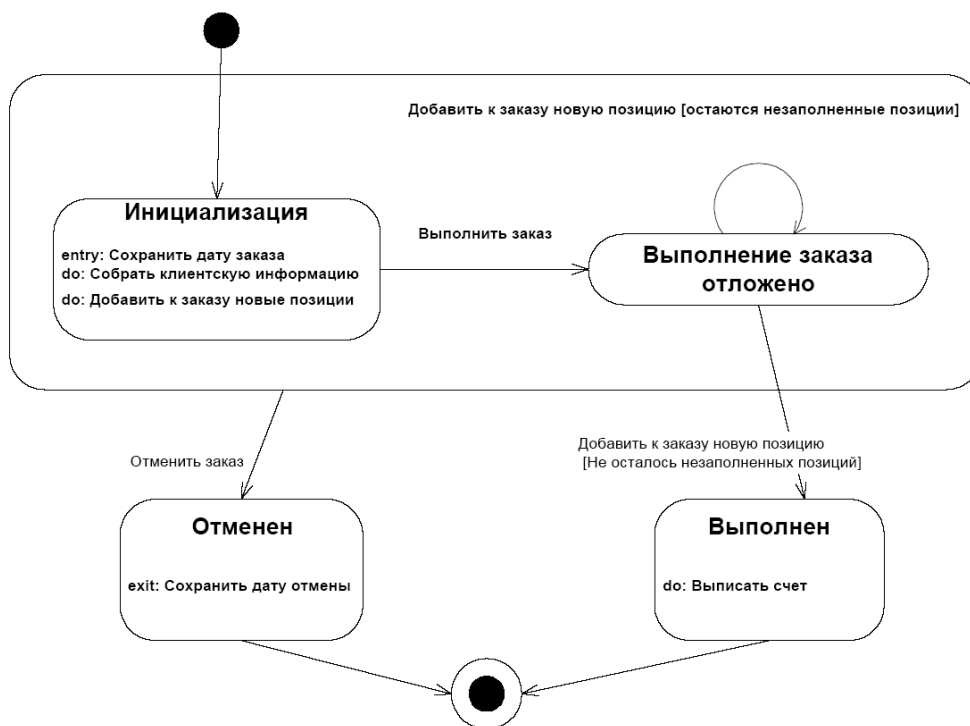 Добавить к заказу новую позицию [остаются незаполненные позиции]
Инициализация
entry: Сохранить дату заказа
do: Собрать клиентскую информацию
do: Добавить к заказу новые позиции
Выполнить заказ
Выполнение заказа
отложено
Отменить заказ
Добавить к заказу новую позицию
[Не осталось незаполненных позиций]
Отменен
exit: Сохранить дату отмены
Выполнен
do: Выписать счет